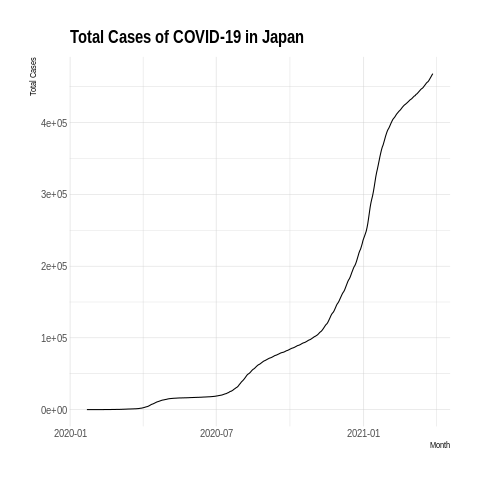 Total Cases of COVID-19 in Japan
Total Cases
4e+05
3e+05
2e+05
1e+05
0e+00
2020-01 2020-07 2021-01
Month